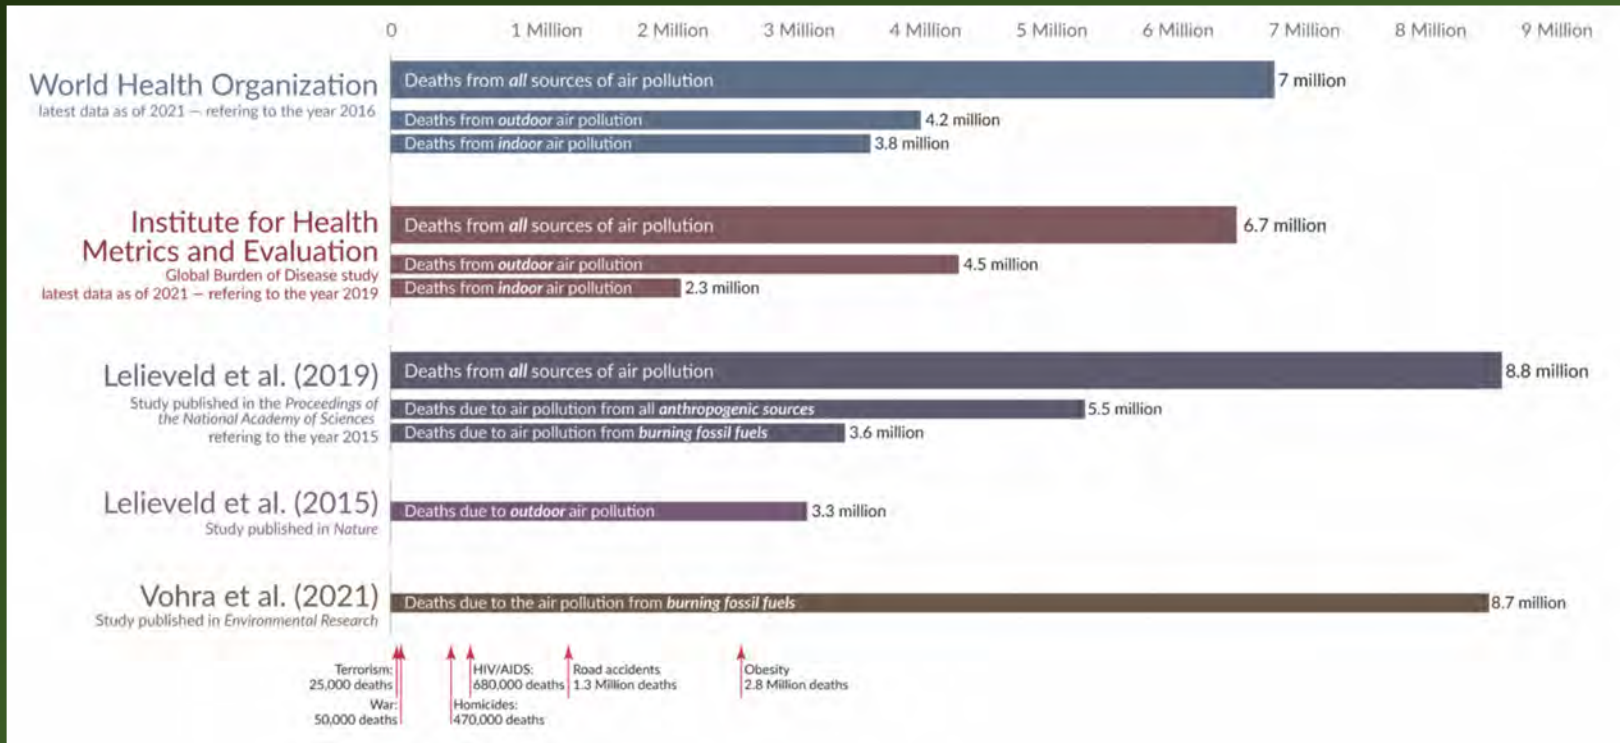 0 1 Million 2 Million 3 Million 4 Million 5 Million 6 Million 7 Million 8 Million 9 Million
World Health Organization
latest data as of 2021 – refering to the year 2016
Deaths from all sources of air pollution 7 million
Deaths from outdoor air pollution 4.2 million
Deaths from indoor air pollution 3.8 million
Institute for Health
Metrics and Evaluation
Global Burden of Disease study
latest data as of 2021 – refering to the year 2019
Deaths from all sources of air pollution 6.7 million
Deaths from outdoor air pollution 4.5 million
Deaths from indoor air pollution 2.3 million
Lelieveld et al. (2019)
Study published in the Proceedings of
the National Academy of Sciences
refering to the year 2015
Deaths from all sources of air pollution 8.8 million
Deaths due to air pollution from all anthropogenic sources 5.5 million
Deaths due to air pollution from burning fossil fuels 3.6 million
Lelieveld et al. (2015)
Study published in Nature
Deaths due to outdoor air pollution 3.3 million
Vohra et al. (2021)
Study published in Environmental Research
Deaths due to the air pollution from burning fossil fuels 8.7 million
Terrorism:
25,000 deaths
War:
50,000 deaths
HIV/AIDS:
680,000 deaths
Homicides:
470,000 deaths
Road accidents
1.3 Million deaths
Obesity
2.8 Million deaths